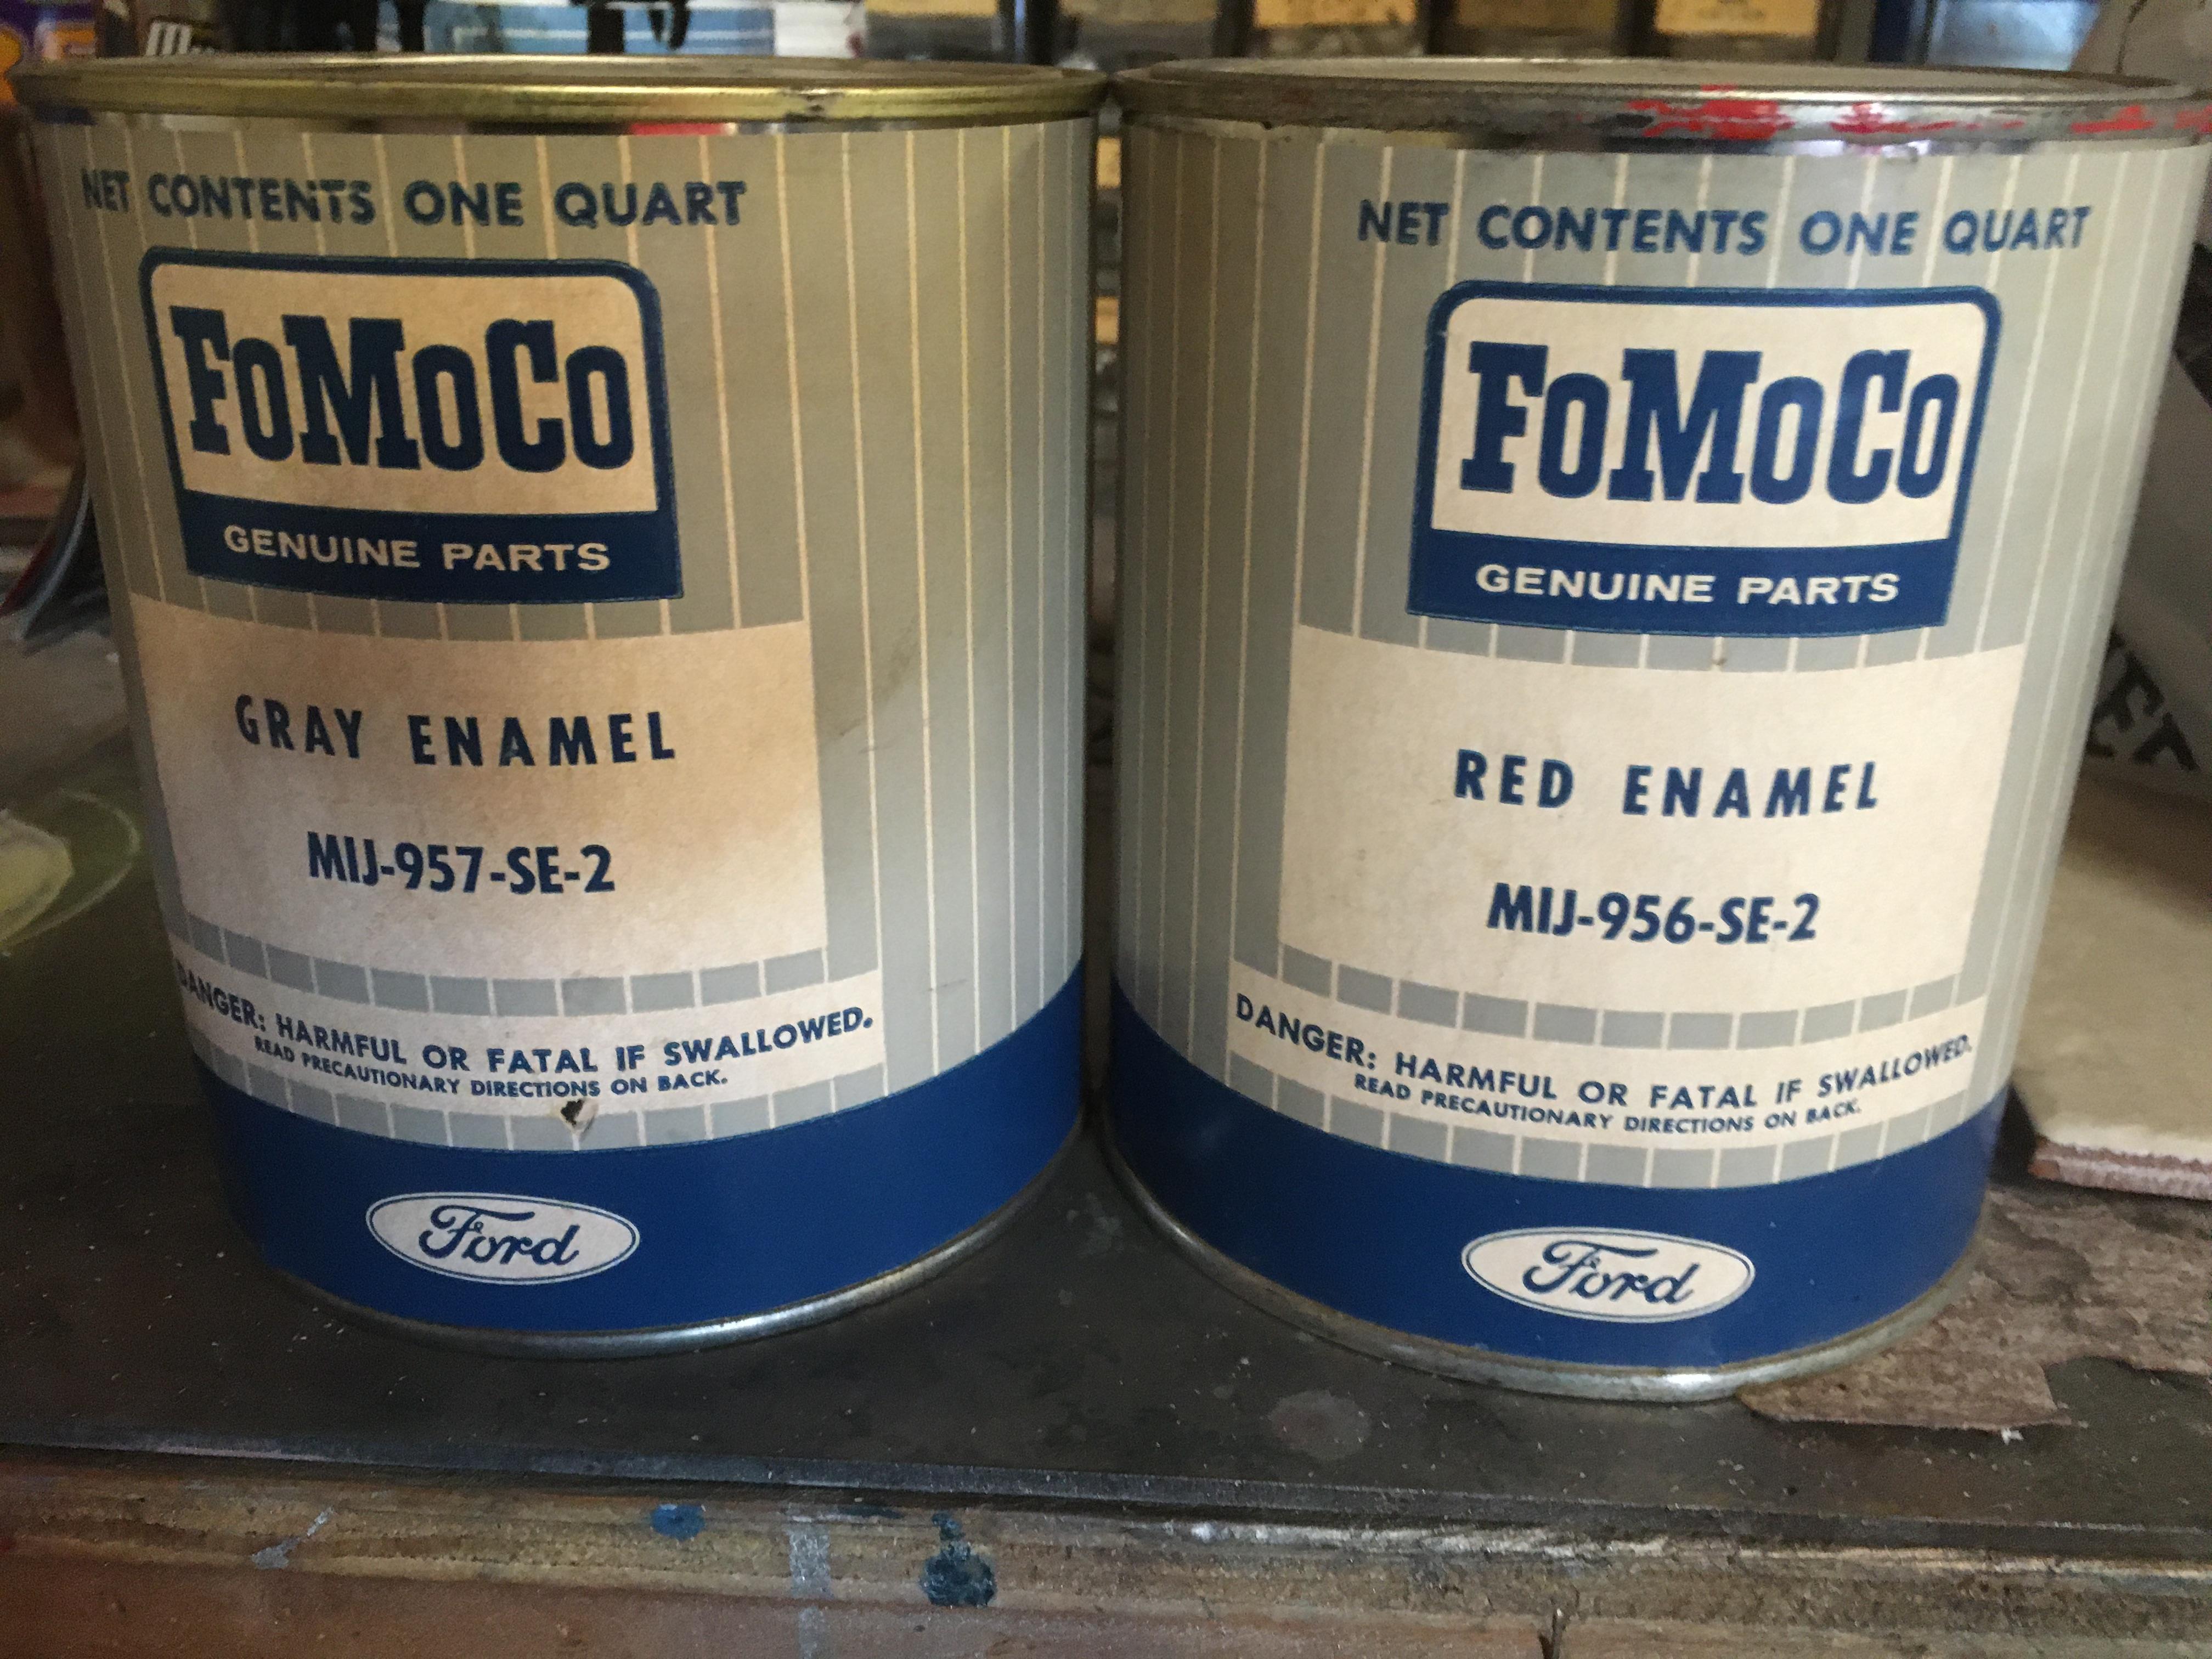 NET CONTENTS ONE QUART
FoMoCo
GENUINE PARTS
GRAY ENAMEL
MIJ-957-SE-2
DANGER: HARMFUL OR FATAL IF SWALLOWED.
READ PRECAUTIONARY DIRECTIONS ON BACK.
Ford
NET CONTENTS ONE QUART
FoMoCo
GENUINE PARTS
RED ENAMEL
MIJ-956-SE-2
DANGER: HARMFUL OR FATAL IF SWALLOWED.
READ PRECAUTIONARY DIRECTIONS ON BACK.
Ford